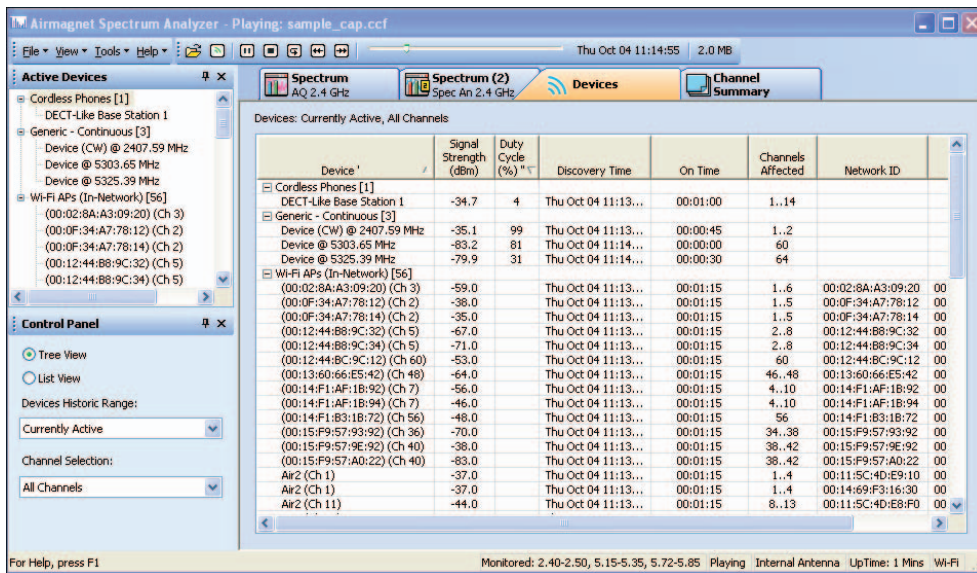 Airmagnet Spectrum Analyzer - Playing: sample_cap.ccf
File View Tools Help Thu Oct 04 11:14:55 2.0 MB
Active Devices
Cordless Phones [1]
DECT-Like Base Station 1
Generic - Continuous [3]
Device (CW) @ 2407.59 MHz
Device @ 5303.65 MHz
Device @ 5325.39 MHz
Wi-Fi APs (In-Network) [56]
(00:02:8A:A3:09:20) (Ch 3)
(00:0F:34:A7:78:12) (Ch 2)
(00:0F:34:A7:78:14) (Ch 2)
(00:12:44:B8:9C:32) (Ch 5)
(00:12:44:B8:9C:34) (Ch 5)
Control Panel
Tree View
List View
Devices Historic Range:
Currently Active
Channel Selection:
All Channels
Spectrum
AQ 2.4 GHz
Spectrum (2)
Spec An 2.4 GHz
Devices
Channel
Summary
Devices: Currently Active, All Channels
Device ' Signal Strength (dBm) Duty Cycle (%) " Discovery Time On Time Channels Affected Network ID
Cordless Phones [1]
DECT-Like Base Station 1 -34.7 4 Thu Oct 04 11:13... 00:01:00 1..14
Generic - Continuous [3]
Device (CW) @ 2407.59 MHz -35.1 99 Thu Oct 04 11:13... 00:00:45 1..2
Device @ 5303.65 MHz -83.2 81 Thu Oct 04 11:14... 00:00:00 60
Device @ 5325.39 MHz -79.9 31 Thu Oct 04 11:14... 00:00:30 64
Wi-Fi APs (In-Network) [56]
(00:02:8A:A3:09:20) (Ch 3) -59.0 Thu Oct 04 11:13... 00:01:15 1..6 00:02:8A:A3:09:20 00
(00:0F:34:A7:78:12) (Ch 2) -38.0 Thu Oct 04 11:13... 00:01:15 1..5 00:0F:34:A7:78:12 00
(00:0F:34:A7:78:14) (Ch 2) -35.0 Thu Oct 04 11:13... 00:01:15 1..5 00:0F:34:A7:78:14 00
(00:12:44:B8:9C:32) (Ch 5) -67.0 Thu Oct 04 11:13... 00:01:15 2..8 00:12:44:B8:9C:32 00
(00:12:44:B8:9C:34) (Ch 5) -71.0 Thu Oct 04 11:13... 00:01:15 2..8 00:12:44:B8:9C:34 00
(00:12:44:BC:9C:12) (Ch 60) -53.0 Thu Oct 04 11:13... 00:01:15 60 00:12:44:BC:9C:12 00
(00:13:60:66:E5:42) (Ch 48) -64.0 Thu Oct 04 11:13... 00:01:15 46..48 00:13:60:66:E5:42 00
(00:14:F1:AF:1B:92) (Ch 7) -56.0 Thu Oct 04 11:13... 00:01:15 4..10 00:14:F1:AF:1B:92 00
(00:14:F1:AF:1B:94) (Ch 7) -46.0 Thu Oct 04 11:13... 00:01:15 4..10 00:14:F1:AF:1B:94 00
(00:14:F1:B3:1B:72) (Ch 56) -48.0 Thu Oct 04 11:13... 00:01:15 56 00:14:F1:B3:1B:72 00
(00:15:F9:57:93:92) (Ch 36) -70.0 Thu Oct 04 11:13... 00:01:15 34..38 00:15:F9:57:93:92 00
(00:15:F9:57:9E:92) (Ch 40) -38.0 Thu Oct 04 11:13... 00:01:15 38..42 00:15:F9:57:9E:92 00
(00:15:F9:57:A0:22) (Ch 40) -83.0 Thu Oct 04 11:13... 00:01:15 38..42 00:15:F9:57:A0:22 00
Air2 (Ch 1) -37.0 Thu Oct 04 11:13... 00:01:15 1..4 00:11:5C:4D:E9:10 00
Air2 (Ch 1) -37.0 Thu Oct 04 11:13... 00:01:15 1..4 00:14:69:F3:16:30 00
Air2 (Ch 11) -44.0 Thu Oct 04 11:13... 00:01:15 8..13 00:11:5C:4D:E8:F0 00
For Help, press F1 Monitored: 2.40-2.50, 5.15-5.35, 5.72-5.85 Playing Internal Antenna UpTime: 1 Mins Wi-Fi